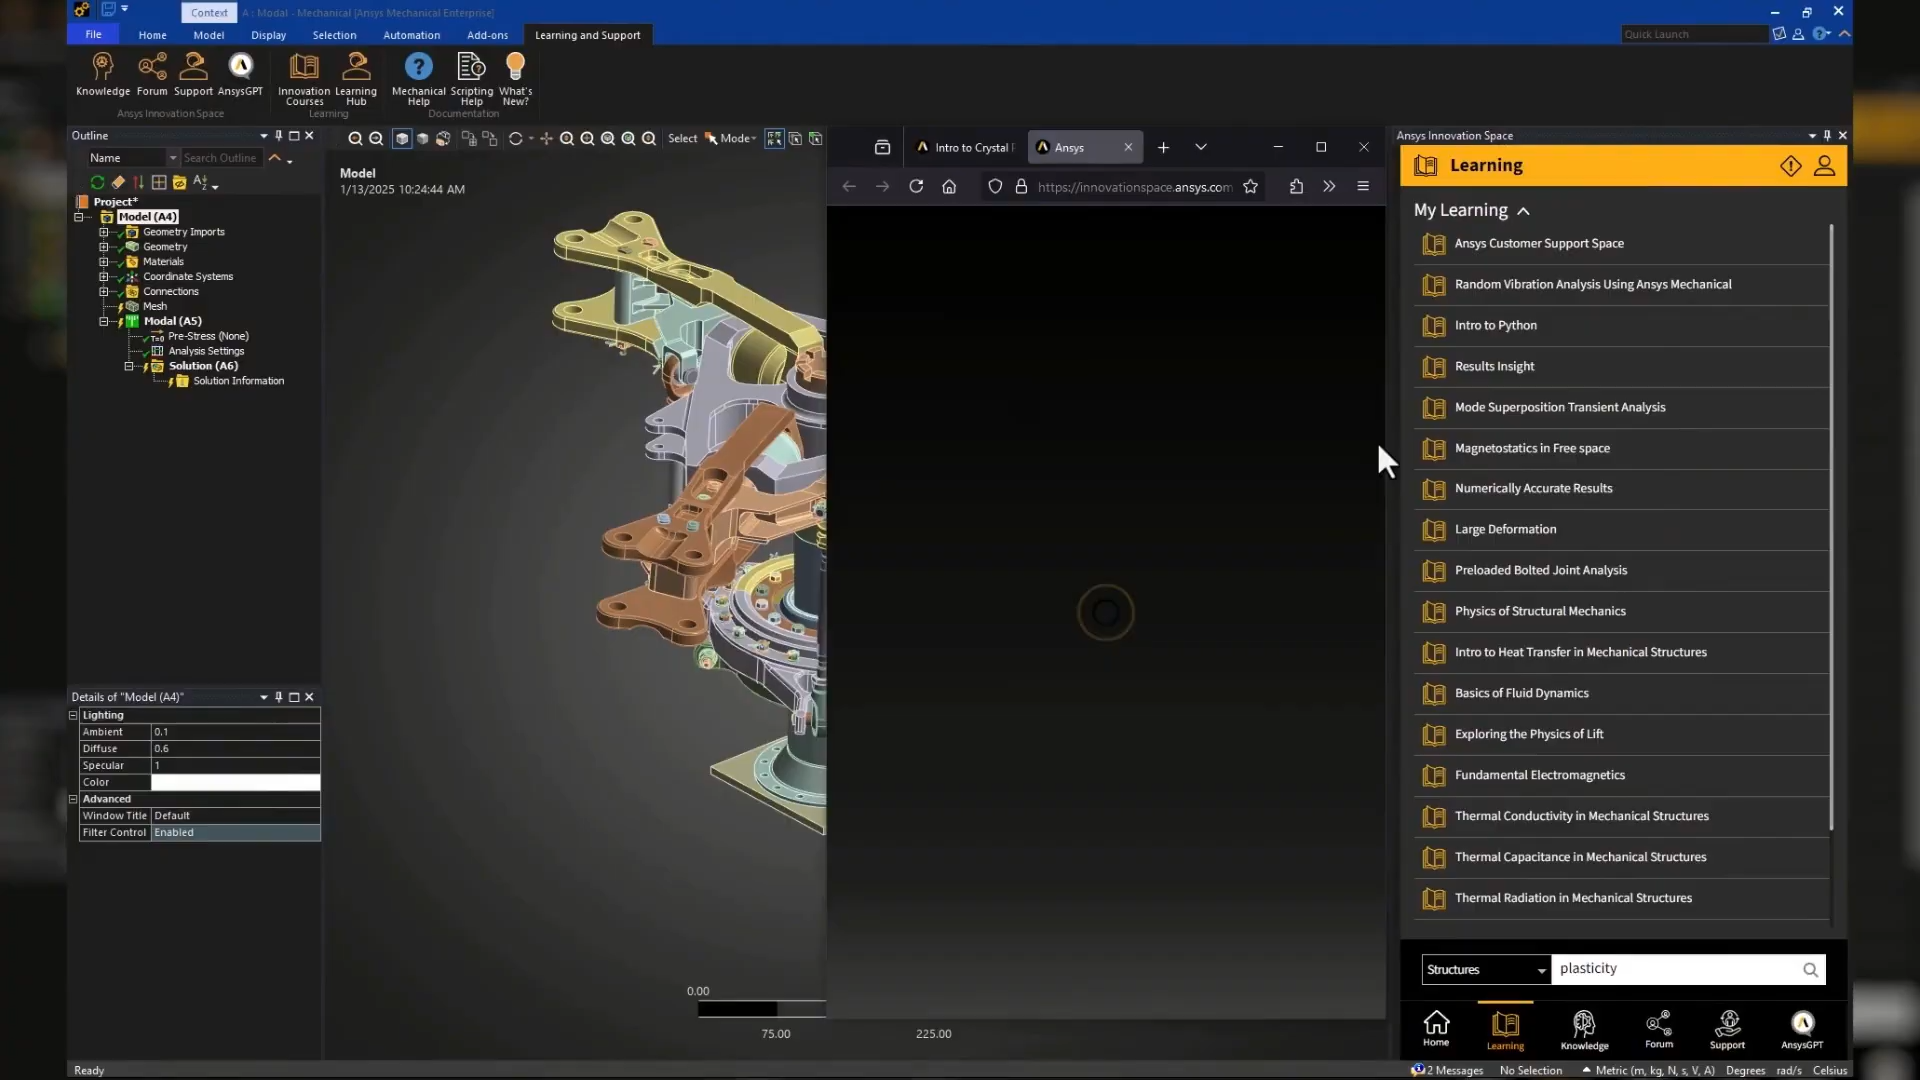 Context
A : Modal - Mechanical [Ansys Mechanical Enterprise]
File
Home
Model
Display
Selection
Automation
Add-ons
Learning and Support
Quick Launch
Knowledge
Forum
Support
AnsysGPT
Innovation Courses
Learning Hub
Mechanical Help
Scripting Help
What's New?
Ansys Innovation Space
Learning
Documentation
Outline
Name
Search Outline
Project*
Model (A4)
Geometry Imports
Geometry
Materials
Coordinate Systems
Connections
Mesh
Modal (A5)
Pre-Stress (None)
Analysis Settings
Solution (A6)
Solution Information
Details of "Model (A4)"
Lighting
Ambient 0.1
Diffuse 0.6
Specular 1
Color
Advanced
Window Title Default
Filter Control Enabled
Ready
Select
Mode
Model
1/13/2025 10:24:44 AM
0.00
75.00
225.00
Intro to Crystal
Ansys
https://innovationspace.ansys.com
Ansys Innovation Space
Learning
My Learning
Ansys Customer Support Space
Random Vibration Analysis Using Ansys Mechanical
Intro to Python
Results Insight
Mode Superposition Transient Analysis
Magnetostatics in Free space
Numerically Accurate Results
Large Deformation
Preloaded Bolted Joint Analysis
Physics of Structural Mechanics
Intro to Heat Transfer in Mechanical Structures
Basics of Fluid Dynamics
Exploring the Physics of Lift
Fundamental Electromagnetics
Thermal Conductivity in Mechanical Structures
Thermal Capacitance in Mechanical Structures
Thermal Radiation in Mechanical Structures
Structures
plasticity
Home
Learning
Knowledge
Forum
Support
AnsysGPT
2 Messages
No Selection
Metric (m, kg, N, s, V, A)
Degrees
rad/s
Celsius